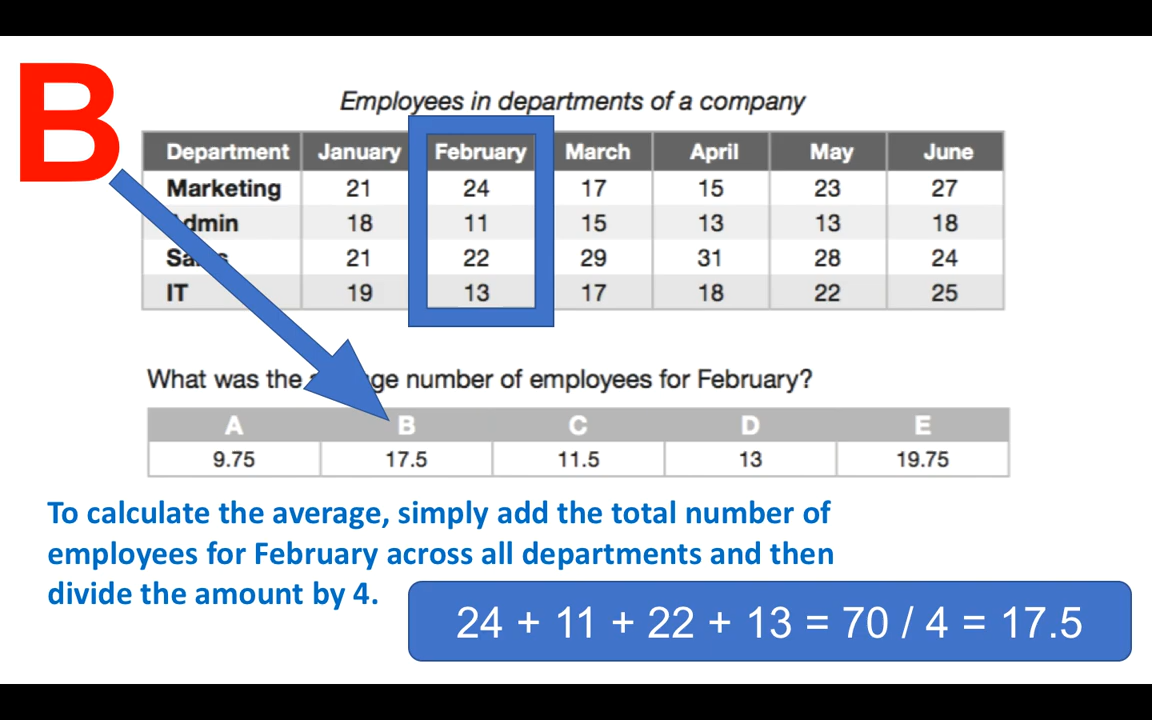 B
Employees in departments of a company
Department January February March April May June
Marketing 21 24 17 15 23 27
Admin 18 11 15 13 13 18
Sales 21 22 29 31 28 24
IT 19 13 17 18 22 25
What was the average number of employees for February?
A B C D E
9.75 17.5 11.5 13 19.75
To calculate the average, simply add the total number of
employees for February across all departments and then
divide the amount by 4.
24 + 11 + 22 + 13 = 70 / 4 = 17.5